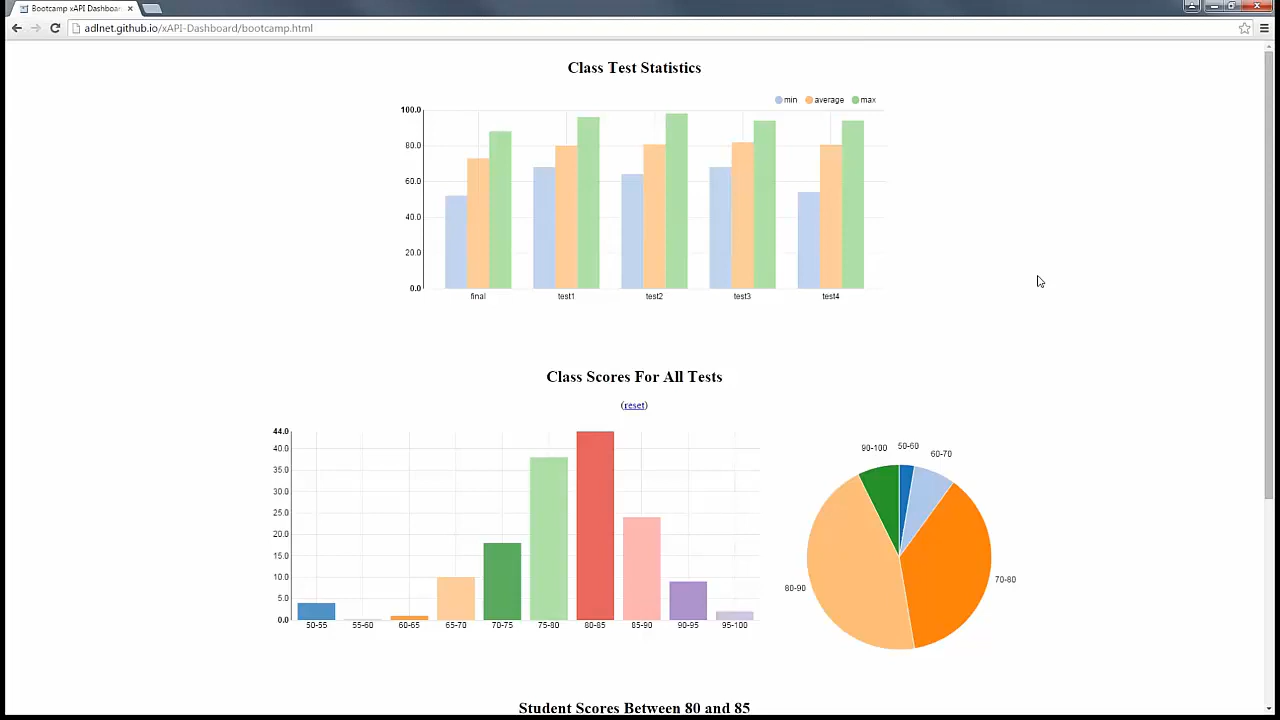 Bootcamp xAPI Dashboa
adlnet.github.io/xAPI-Dashboard/bootcamp.html
Class Test Statistics
min average max
100.0
80.0
60.0
40.0
20.0
0.0
final test1 test2 test3 test4
Class Scores For All Tests
(reset)
44.0
40.0
35.0
30.0
25.0
20.0
15.0
10.0
5.0
0.0
50-55 55-60 60-65 65-70 70-75 75-80 80-85 85-90 90-95 95-100
90-100 50-60 60-70
70-80
80-90
Student Scores Between 80 and 85